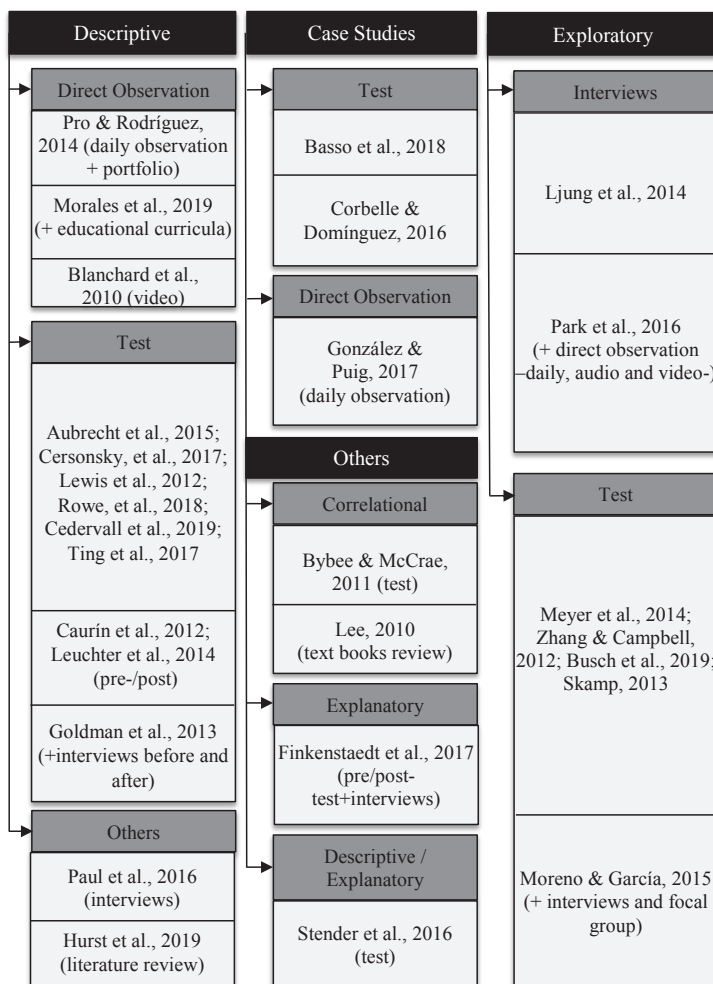 Descriptive
Direct Observation
Pro & Rodríguez,
2014 (daily observation
+ portfolio)
Morales et al., 2019
(+ educational curricula)
Blanchard et al.,
2010 (video)
Test
Aubrecht et al., 2015;
Cersonsky, et al., 2017;
Lewis et al., 2012;
Rowe, et al., 2018;
Cedervall et al., 2019;
Ting et al., 2017
Caurín et al., 2012;
Leuchter et al., 2014
(pre-/post)
Goldman et al., 2013
(+interviews before and
after)
Others
Paul et al., 2016
(interviews)
Hurst et al., 2019
(literature review)
Case Studies
Test
Basso et al., 2018
Corbelle &
Domínguez, 2016
Direct Observation
González &
Puig, 2017
(daily observation)
Others
Correlational
Bybee & McCrae,
2011 (test)
Lee, 2010
(text books review)
Explanatory
Finkenstaedt et al., 2017
(pre/post-
test+interviews)
Descriptive /
Explanatory
Stender et al., 2016
(test)
Exploratory
Interviews
Ljung et al., 2014
Park et al., 2016
(+ direct observation
–daily, audio and video-)
Test
Meyer et al., 2014;
Zhang & Campbell,
2012; Busch et al., 2019;
Skamp, 2013
Moreno & García, 2015
(+ interviews and focal
group)